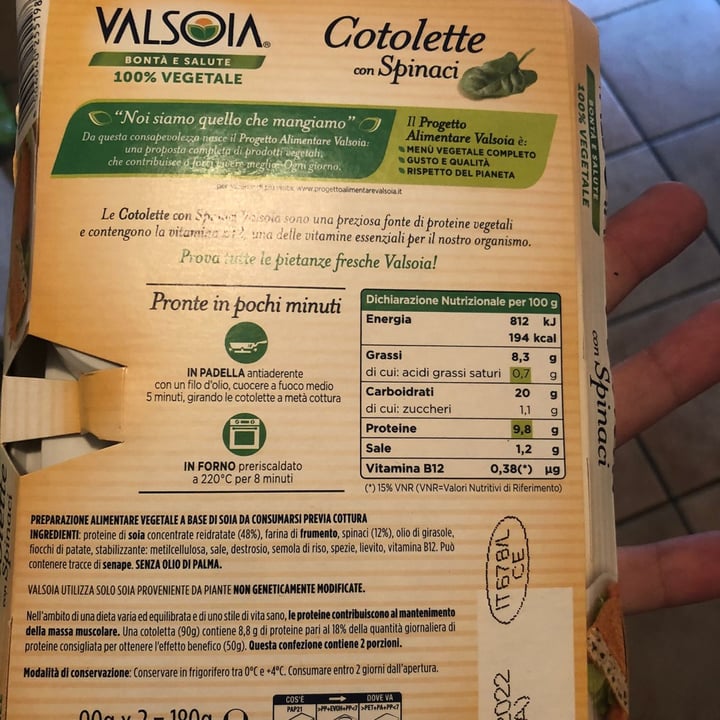 VALSOIA®
BONTÀ E SALUTE
100% VEGETALE
Cotolette
con Spinaci
"Noi siamo quello che mangiamo"
Da questa consapevolezza nasce il Progetto Alimentare Valsoia:
una proposta completa di prodotti vegetali,
che contribuisce a farci vivere meglio. Ogni giorno.
Il Progetto
Alimentare Valsoia è:
MENÙ VEGETALE COMPLETO
GUSTO E QUALITÀ
RISPETTO DEL PIANETA
www.progettoalimentarevalsoia.it
Le Cotolette con Valsoia sono una preziosa fonte di proteine vegetali
e contengono la vitamina B12, una delle vitamine essenziali per il nostro organismo.
Prova tutte le pietanze fresche Valsoia!
Pronte in pochi minuti
IN PADELLA antiaderente
con un filo d'olio, cuocere a fuoco medio
5 minuti, girando le cotolette a metà cottura
IN FORNO preriscaldato
a 220°C per 8 minuti
Dichiarazione Nutrizionale per 100 g
Energia 812 kJ
194 kcal
Grassi 8,3 g
di cui: acidi grassi saturi 0,7 g
Carboidrati 20 g
di cui: zuccheri 1,1 g
Proteine 9,8 g
Sale 1,2 g
Vitamina B12 0,38(*) µg
(*) 15% VNR (VNR=Valori Nutritivi di Riferimento)
PREPARAZIONE ALIMENTARE VEGETALE A BASE DI SOIA DA CONSUMARSI PREVIA COTTURA
INGREDIENTI: proteine di soia concentrate reidratate (48%), farina di frumento, spinaci (12%), olio di girasole,
fiocchi di patate, stabilizzante: metilcellulosa, sale, destrosio, semola di riso, spezie, lievito, vitamina B12. Può
contenere tracce di senape. SENZA OLIO DI PALMA.
VALSOIA UTILIZZA SOLO SOIA PROVENIENTE DA PIANTE NON GENETICAMENTE MODIFICATE.
Nell'ambito di una dieta varia ed equilibrata e di uno stile di vita sano, le proteine contribuiscono al mantenimento
della massa muscolare. Una cotoletta (90g) contiene 8,8 g di proteine pari al 18% della quantità giornaliera di
proteine consigliata per ottenere l'effetto benefico (50g). Questa confezione contiene 2 porzioni.
Modalità di conservazione: Conservare in frigorifero tra 0°C e +4°C. Consumare entro 2 giorni dall'apertura.
90g x 2 = 180g
COS'È DOVE VA
PAP21
IT 678/L
CE
2022
BONTÀ E SALUTE
100% VEGETALE
con Spinaci